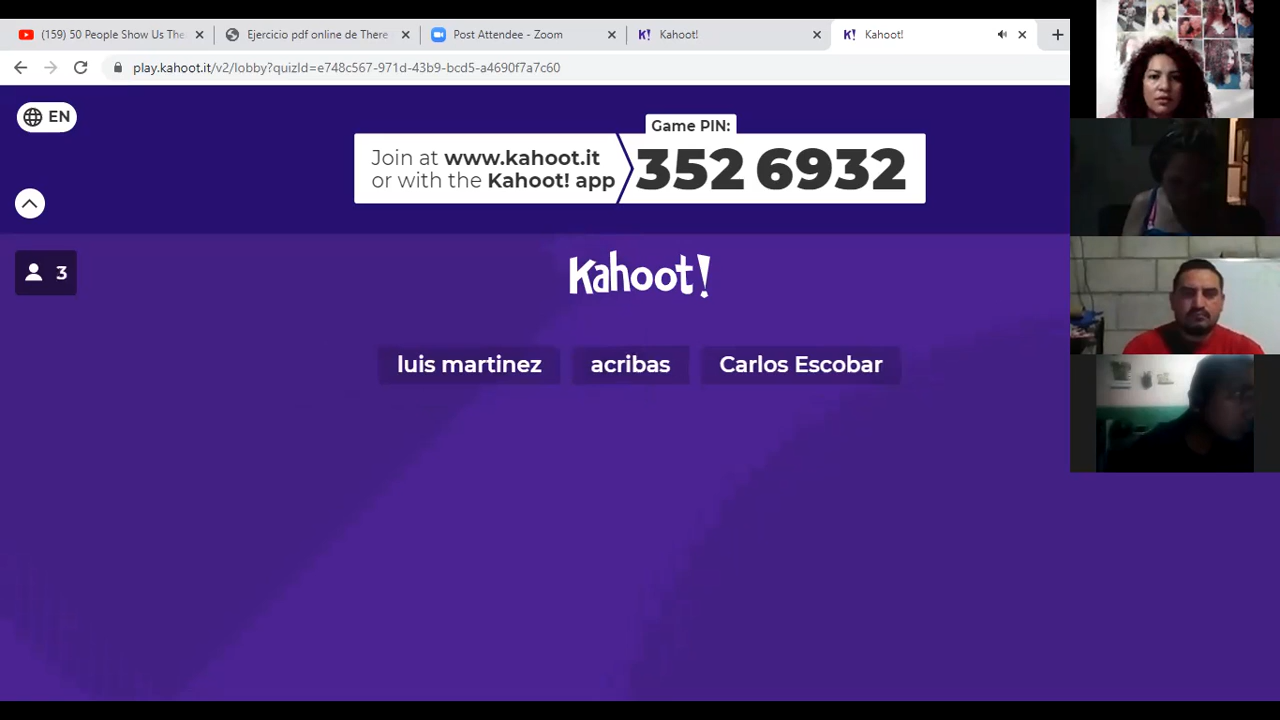 (159) 50 People Show Us The
Ejercicio pdf online de There
Post Attendee - Zoom
Kahoot!
Kahoot!
play.kahoot.it/v2/lobby?quizId=e748c567-971d-43b9-bcd5-a4690f7a7c60
EN
Game PIN:
Join at www.kahoot.it
or with the Kahoot! app
352 6932
3
Kahoot!
luis martinez
acribas
Carlos Escobar